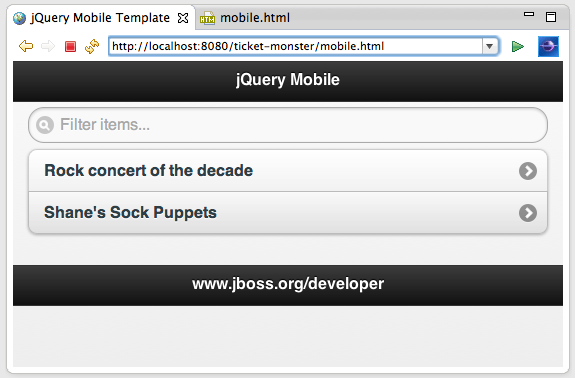 jQuery Mobile Template mobile.html
http://localhost:8080/ticket-monster/mobile.html
jQuery Mobile
Filter items...
Rock concert of the decade
Shane's Sock Puppets
www.jboss.org/developer